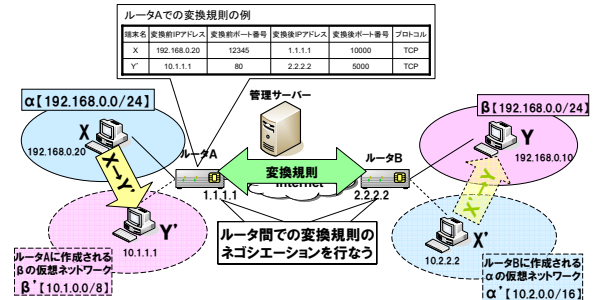 ルータAでの変換規則の例
端末名 変換前IPアドレス 変換前ポート番号 変換後IPアドレス 変換後ポート番号 プロトコル
X 192.168.0.20 12345 1.1.1.1 10000 TCP
Y' 10.1.1.1 80 2.2.2.2 5000 TCP
α【192.168.0.0/24】
管理サーバー
β【192.168.0.0/24】
X
192.168.0.20
ルータA
変換規則
Internet
ルータB
Y
192.168.0.10
X→Y'
1.1.1.1
2.2.2.2
X'→Y
Y'
10.1.1.1
ルータ間での変換規則の
ネゴシエーションを行なう
X'
10.2.2.2
ルータAに作成される
βの仮想ネットワーク
β'【10.1.0.0/8】
ルータBに作成される
αの仮想ネットワーク
α'【10.2.0.0/16】